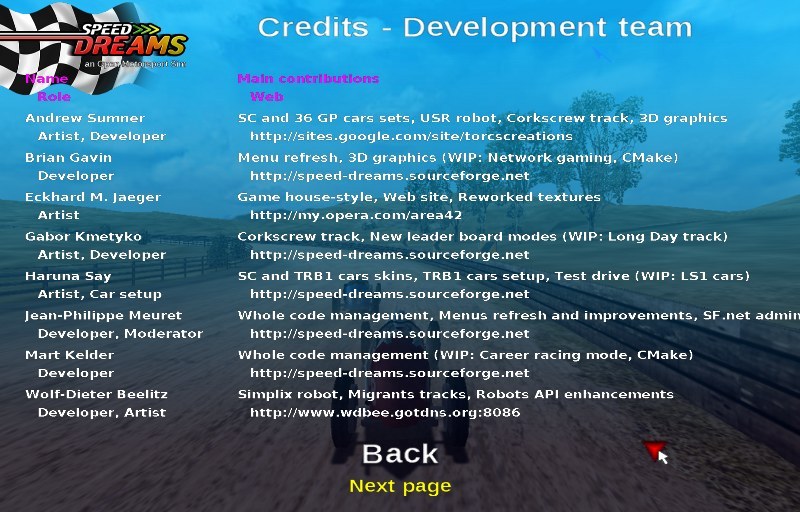 SPEED
DREAMS
an Open Motorsport Sim
Credits - Development team
Name Main contributions
Role Web
Andrew Sumner SC and 36 GP cars sets, USR robot, Corkscrew track, 3D graphics
Artist, Developer http://sites.google.com/site/torcscreations
Brian Gavin Menu refresh, 3D graphics (WIP: Network gaming, CMake)
Developer http://speed-dreams.sourceforge.net
Eckhard M. Jaeger Game house-style, Web site, Reworked textures
Artist http://my.opera.com/area42
Gabor Kmetyko Corkscrew track, New leader board modes (WIP: Long Day track)
Artist, Developer http://speed-dreams.sourceforge.net
Haruna Say SC and TRB1 cars skins, TRB1 cars setup, Test drive (WIP: LS1 cars)
Artist, Car setup http://speed-dreams.sourceforge.net
Jean-Philippe Meuret Whole code management, Menus refresh and improvements, SF.net admin
Developer, Moderator http://speed-dreams.sourceforge.net
Mart Kelder Whole code management (WIP: Career racing mode, CMake)
Developer http://speed-dreams.sourceforge.net
Wolf-Dieter Beelitz Simplix robot, Migrants tracks, Robots API enhancements
Developer, Artist http://www.wdbee.gotdns.org:8086
Back
Next page